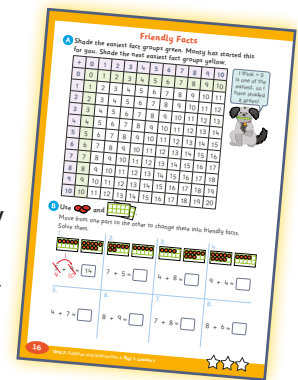 Friendly Facts
A Shade the easiest fact groups green. Monty has started this
for you. Shade the next easiest fact groups yellow.
+ 0 1 2 3 4 5 6 7 8 9 10
0 0 1 2 3 4 5 6 7 8 9 10
1 1 2 3 4 5 6 7 8 9 10 11
2 2 3 4 5 6 7 8 9 10 11 12
3 3 4 5 6 7 8 9 10 11 12 13
4 4 5 6 7 8 9 10 11 12 13 14
5 5 6 7 8 9 10 11 12 13 14 15
6 6 7 8 9 10 11 12 13 14 15 16
7 7 8 9 10 11 12 13 14 15 16 17
8 8 9 10 11 12 13 14 15 16 17 18
9 9 10 11 12 13 14 15 16 17 18 19
10 10 11 12 13 14 15 16 17 18 19 20
I think + 0
is one of the
easiest, so I
have shaded
it green!
B Use and
Move from one part to the other to change these into friendly facts.
Solve them.
1. 2. 3. 4.
= 14
7 + 5 =
4 + 8 =
9 + 4 =
5. 6. 7. 8.
4 + 7 =
8 + 9 =
7 + 8 =
8 + 6 =
16